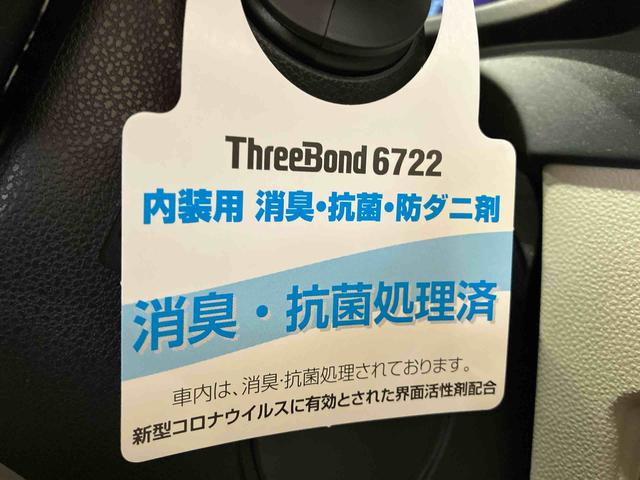 ThreeBond 6722
内装用 消臭・抗菌・防ダニ剤
消臭・抗菌処理済
車内は、消臭・抗菌処理されております。
新型コロナウイルスに有効とされた界面活性剤配合